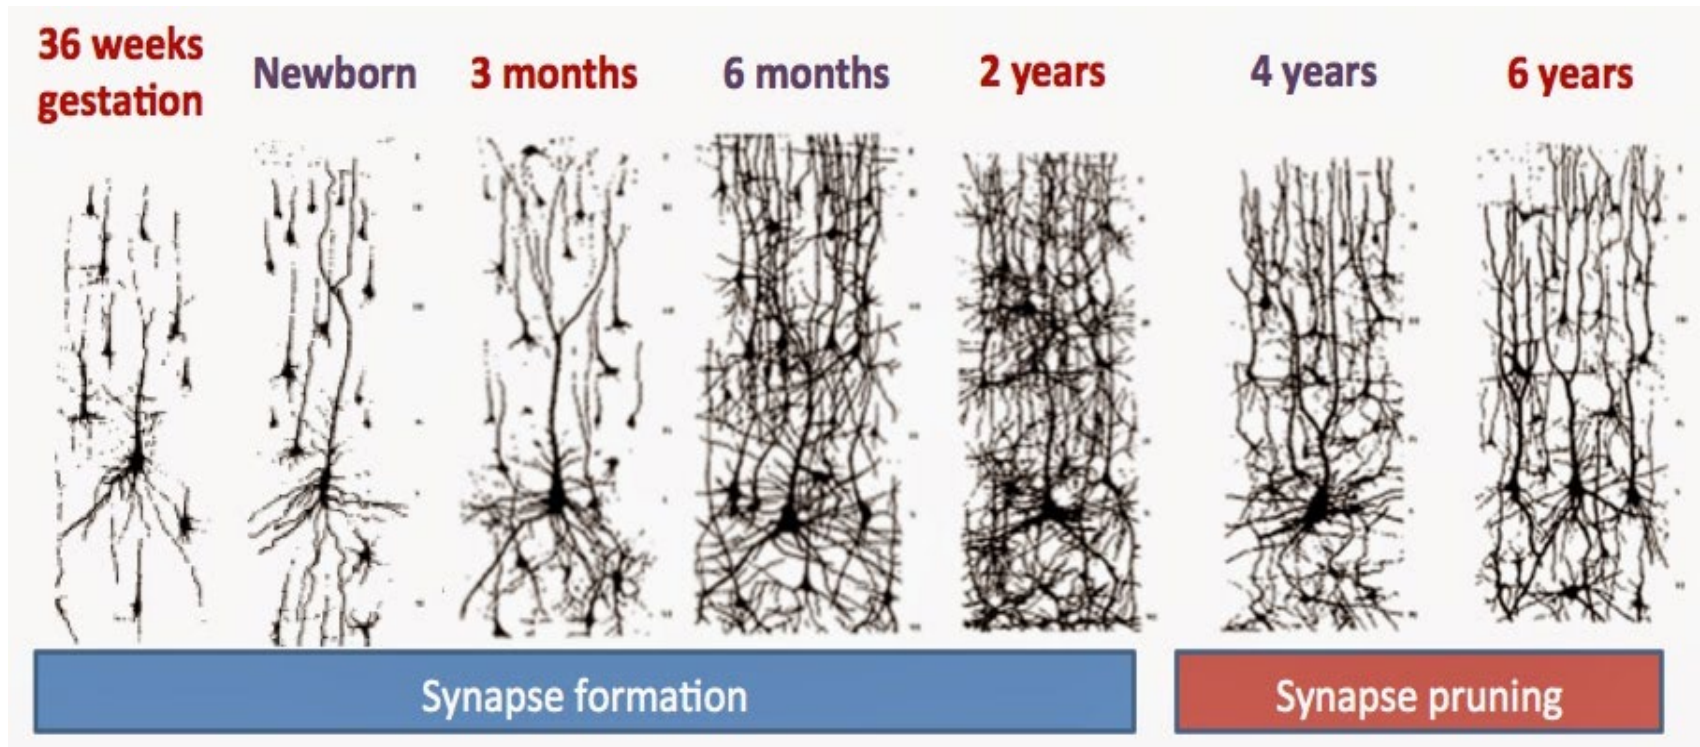 36 weeks
gestation
Newborn
3 months
6 months
2 years
4 years
6 years
Synapse formation
Synapse pruning